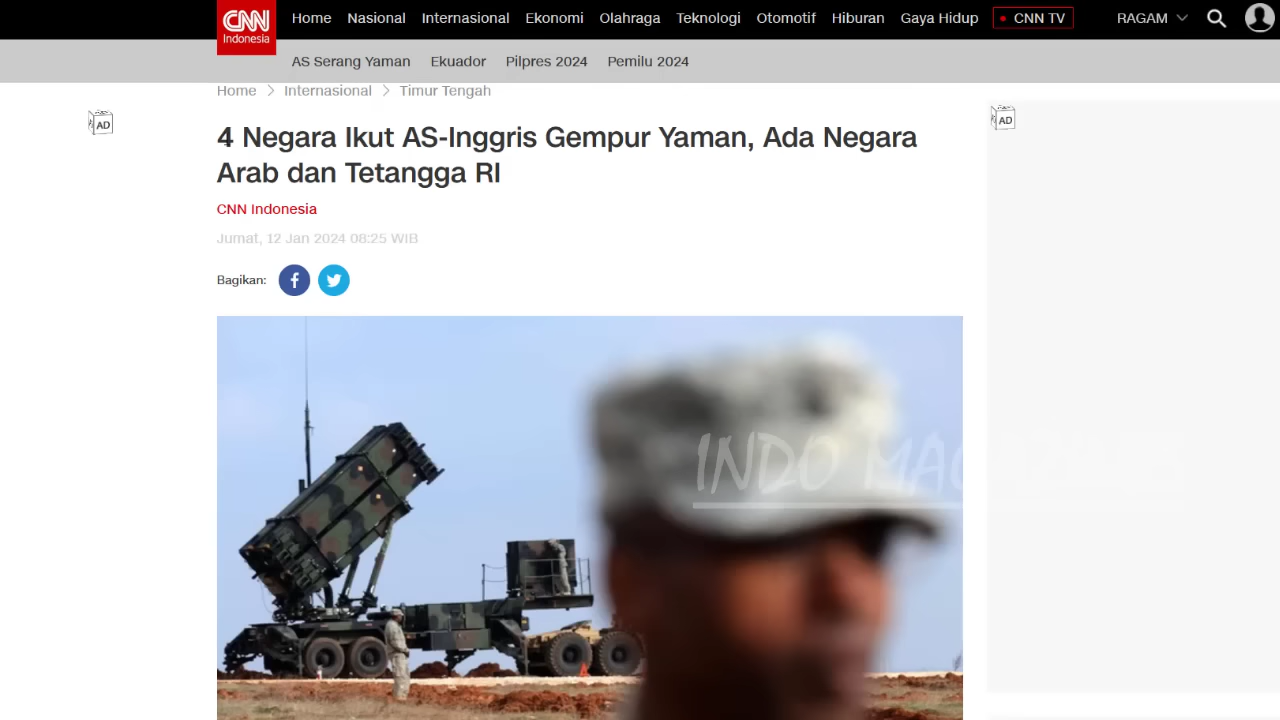 CNN
Indonesia
Home Nasional Internasional Ekonomi Olahraga Teknologi Otomotif Hiburan Gaya Hidup CNN TV RAGAM
AS Serang Yaman Ekuador Pilpres 2024 Pemilu 2024
Home > Internasional > Timur Tengah
AD
AD
4 Negara Ikut AS-Inggris Gempur Yaman, Ada Negara
Arab dan Tetangga RI
CNN Indonesia
Jumat, 12 Jan 2024 08:25 WIB
Bagikan:
INDO